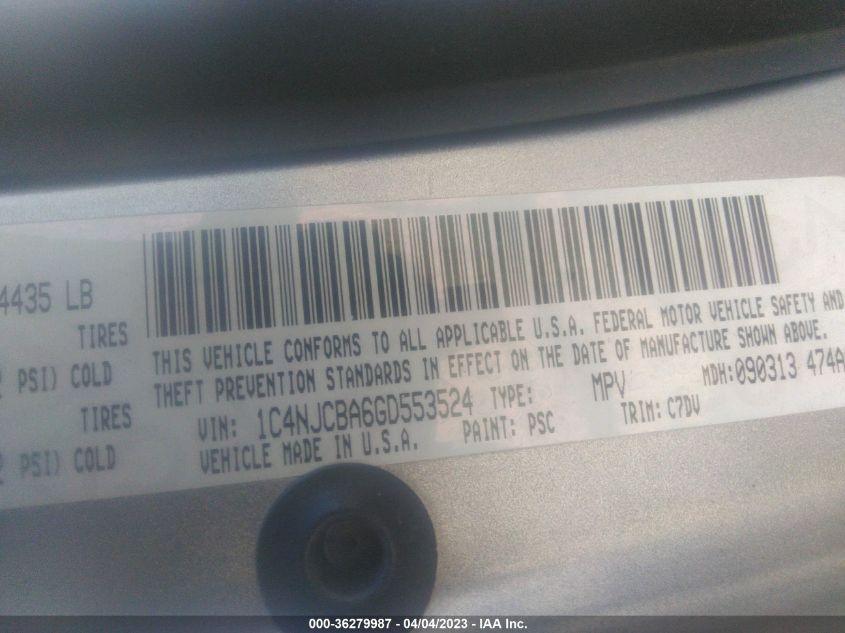 4435 LB
TIRES
PSI) COLD
TIRES
PSI) COLD
THIS VEHICLE CONFORMS TO ALL APPLICABLE U.S.A. FEDERAL MOTOR VEHICLE SAFETY AND
THEFT PREVENTION STANDARDS IN EFFECT ON THE DATE OF MANUFACTURE SHOWN ABOVE.
VIN: 1C4NJCBA6GD553524 TYPE: MPV MDH:090313 474A
VEHICLE MADE IN U.S.A. PAINT: PSC TRIM: C7DV
000-36279987 - 04/04/2023 - IAA Inc.